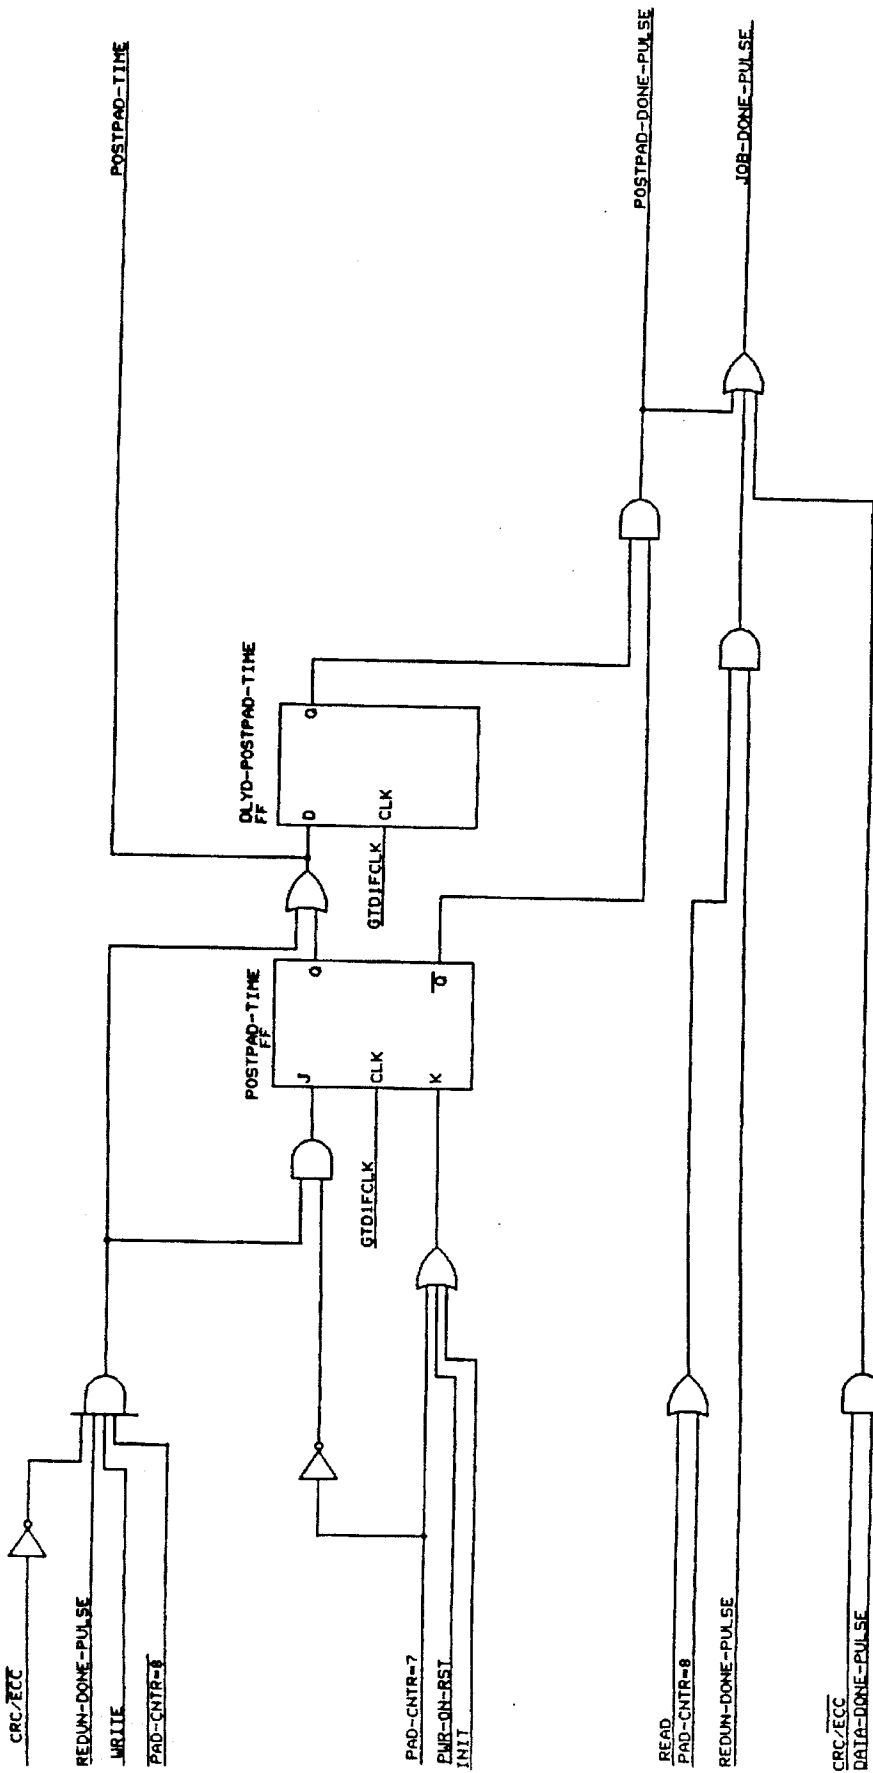 CRC/ECC
REDUN-DONE-PULSE
WRITE
PAD-CNTR=8
PAD-CNTR=7
PWR-ON-RST
INIT
READ
PAD-CNTR=8
REDUN-DONE-PULSE
CRC/ECC
DATA-DONE-PULSE
GTD1FCLK
POSTPAD-TIME
FF
J
CLK
K
Q
Q
GTD1FCLK
DLYD-POSTPAD-TIME
FF
D
CLK
Q
POSTPAD-TIME
POSTPAD-DONE-PULSE
JOB-DONE-PULSE